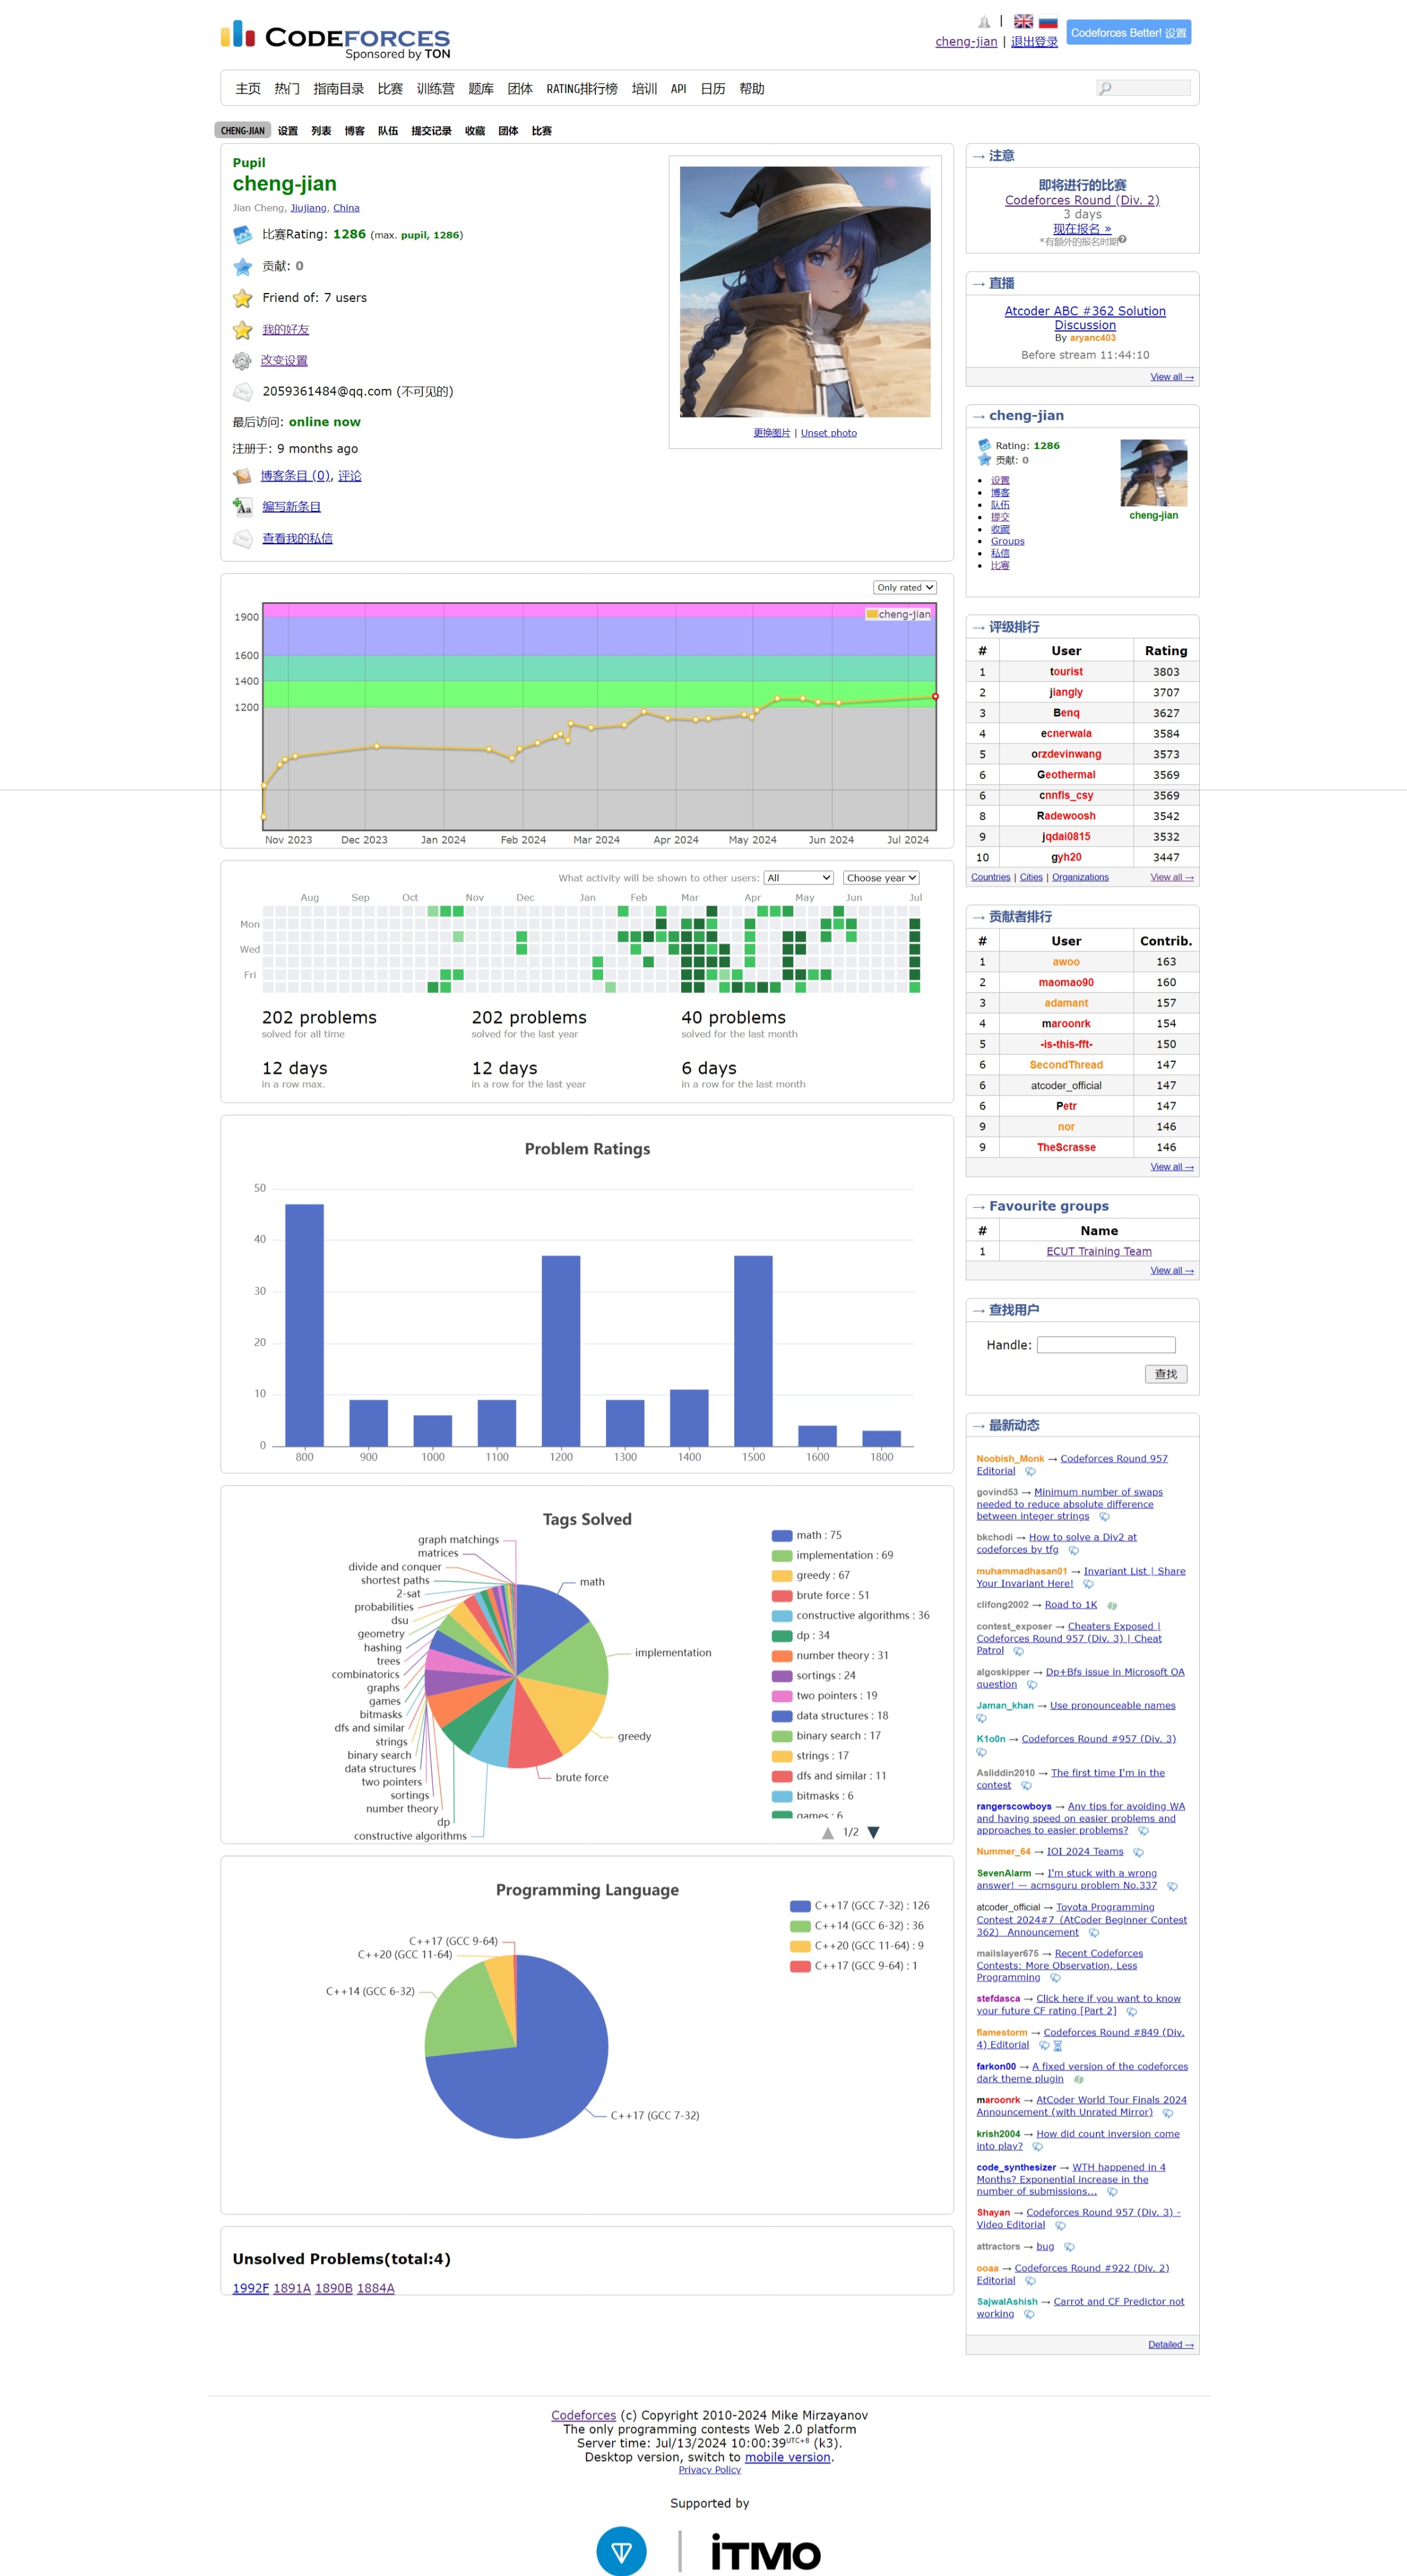 CODEFORCES
Sponsored by TON
cheng-jian | 退出登录
Codeforces Better! 设置
主页 热门 指南目录 比赛 训练营 题库 团体 RATING排行榜 培训 API 日历 帮助
CHENG-JIAN 设置 列表 博客 队伍 提交记录 收藏 团体 比赛
Pupil
cheng-jian
Jian Cheng, Jiujiang, China
比赛Rating: 1286 (max. pupil, 1286)
贡献: 0
Friend of: 7 users
我的好友
改变设置
2059361484@qq.com (不可见的)
最后访问: online now
注册于: 9 months ago
博客条目 (0), 评论
编写新条目
查看我的私信
更换图片 | Unset photo
Only rated
cheng-jian
1900
1600
1400
1200
Nov 2023 Dec 2023 Jan 2024 Feb 2024 Mar 2024 Apr 2024 May 2024 Jun 2024 Jul 2024
What activity will be shown to other users: All Choose year
Aug Sep Oct Nov Dec Jan Feb Mar Apr May Jun Jul
Mon
Wed
Fri
202 problems 202 problems 40 problems
solved for all time solved for the last year solved for the last month
12 days 12 days 6 days
in a row max. in a row for the last year in a row for the last month
Problem Ratings
50
40
30
20
10
0
800 900 1000 1100 1200 1300 1400 1500 1600 1800
Tags Solved
graph matchings
matrices
divide and conquer
shortest paths
2-sat
probabilities
dsu
geometry
hashing
trees
combinatorics
graphs
games
bitmasks
dfs and similar
strings
binary search
data structures
two pointers
sortings
number theory
dp
constructive algorithms
math
implementation
greedy
brute force
math : 75
implementation : 69
greedy : 67
brute force : 51
constructive algorithms : 36
dp : 34
number theory : 31
sortings : 24
two pointers : 19
data structures : 18
binary search : 17
strings : 17
dfs and similar : 11
bitmasks : 6
games : 6
1/2
Programming Language
C++17 (GCC 9-64)
C++20 (GCC 11-64)
C++14 (GCC 6-32)
C++17 (GCC 7-32)
C++17 (GCC 7-32) : 126
C++14 (GCC 6-32) : 36
C++20 (GCC 11-64) : 9
C++17 (GCC 9-64) : 1
Unsolved Problems(total:4)
1992F 1891A 1890B 1884A
→ 注意
即将进行的比赛
Codeforces Round (Div. 2)
3 days
现在报名 »
*有额外的报名时期
→ 直播
Atcoder ABC #362 Solution
Discussion
By aryanc403
Before stream 11:44:10
View all →
→ cheng-jian
Rating: 1286
贡献: 0
设置
博客
队伍
提交
收藏
Groups
私信
比赛
cheng-jian
→ 评级排行
# User Rating
1 tourist 3803
2 jiangly 3707
3 Benq 3627
4 ecnerwala 3584
5 orzdevinwang 3573
6 Geothermal 3569
6 cnnfls_csy 3569
8 Radewoosh 3542
9 jqdai0815 3532
10 gyh20 3447
Countries | Cities | Organizations View all →
→ 贡献者排行
# User Contrib.
1 awoo 163
2 maomao90 160
3 adamant 157
4 maroonrk 154
5 -is-this-fft- 150
6 SecondThread 147
6 atcoder_official 147
6 Petr 147
9 nor 146
9 TheScrasse 146
View all →
→ Favourite groups
# Name
1 ECUT Training Team
View all →
→ 查找用户
Handle:
查找
→ 最新动态
Noobish_Monk → Codeforces Round 957
Editorial
govind53 → Minimum number of swaps
needed to reduce absolute difference
between integer strings
bkchodi → How to solve a Div2 at
codeforces by tfg
muhammadhasan01 → Invariant List | Share
Your Invariant Here!
clifong2002 → Road to 1K
contest_exposer → Cheaters Exposed |
Codeforces Round 957 (Div. 3) | Cheat
Patrol
algoskipper → Dp+Bfs issue in Microsoft OA
question
Jaman_khan → Use pronounceable names
K1o0n → Codeforces Round #957 (Div. 3)
Asliddin2010 → The first time I'm in the
contest
rangerscowboys → Any tips for avoiding WA
and having speed on easier problems and
approaches to easier problems?
Nummer_64 → IOI 2024 Teams
SevenAlarm → I'm stuck with a wrong
answer! — acmsguru problem No.337
atcoder_official → Toyota Programming
Contest 2024#7（AtCoder Beginner Contest
362） Announcement
mailslayer675 → Recent Codeforces
Contests: More Observation, Less
Programming
stefdasca → Click here if you want to know
your future CF rating [Part 2]
flamestorm → Codeforces Round #849 (Div.
4) Editorial
farkon00 → A fixed version of the codeforces
dark theme plugin
maroonrk → AtCoder World Tour Finals 2024
Announcement (with Unrated Mirror)
krish2004 → How did count inversion come
into play?
code_synthesizer → WTH happened in 4
Months? Exponential increase in the
number of submissions...
Shayan → Codeforces Round 957 (Div. 3) -
Video Editorial
attractors → bug
ooaa → Codeforces Round #922 (Div. 2)
Editorial
SajwalAshish → Carrot and CF Predictor not
working
Detailed →
Codeforces (c) Copyright 2010-2024 Mike Mirzayanov
The only programming contests Web 2.0 platform
Server time: Jul/13/2024 10:00:39 UTC+8 (k3).
Desktop version, switch to mobile version.
Privacy Policy
Supported by
iTMO